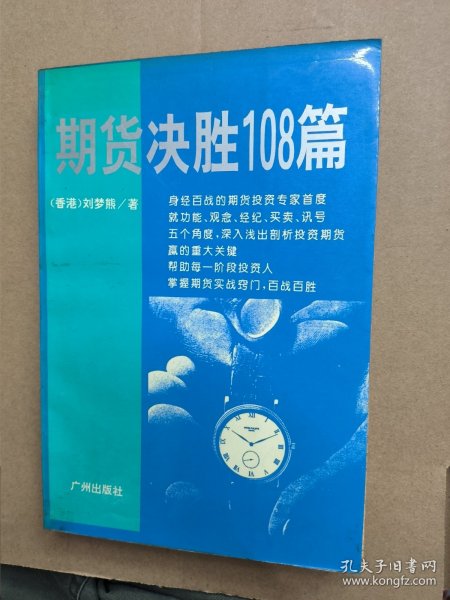 期货决胜108篇
（香港）刘梦熊／著
身经百战的期货投资专家首度
就功能、观念、经纪、买卖、讯号
五个角度，深入浅出剖析投资期货
赢的重大关键
帮助每一阶段投资人
掌握期货实战窍门，百战百胜
广州出版社
孔夫子旧书网
www.kongfz.com